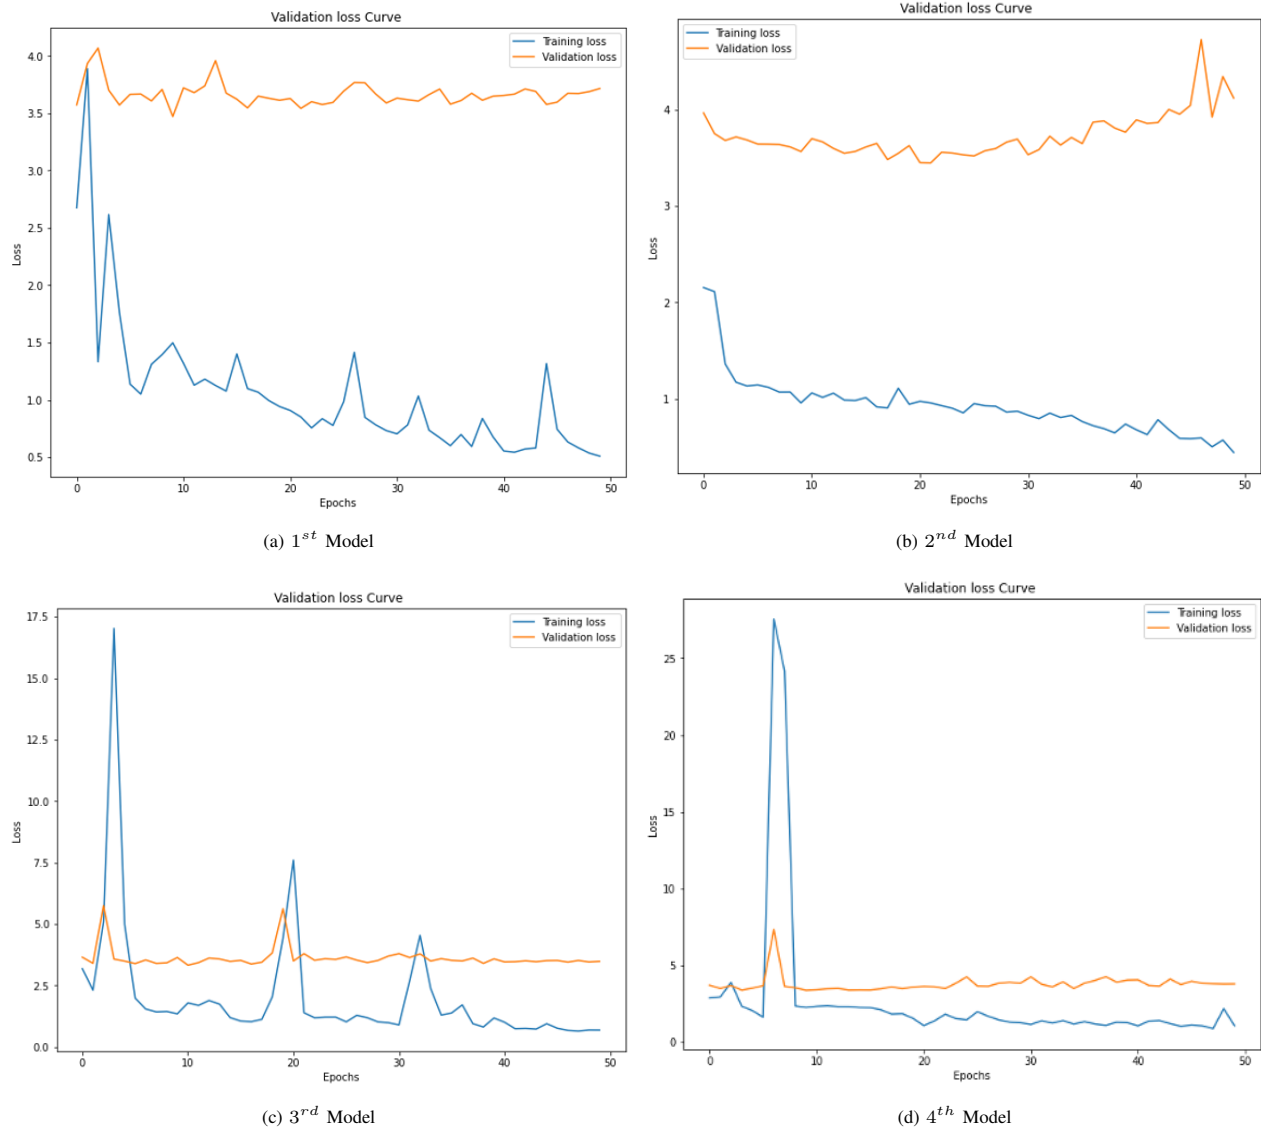 Validation loss Curve
Training loss
Validation loss
4.0
3.5
3.0
2.5
2.0
1.5
1.0
0.5
Loss
0 10 20 30 40 50
Epochs
(a) 1st Model
Validation loss Curve
Training loss
Validation loss
4
3
2
1
Loss
0 10 20 30 40 50
Epochs
(b) 2nd Model
Validation loss Curve
Training loss
Validation loss
17.5
15.0
12.5
10.0
7.5
5.0
2.5
0.0
Loss
0 10 20 30 40 50
Epochs
(c) 3rd Model
Validation loss Curve
Training loss
Validation loss
25
20
15
10
5
0
Loss
0 10 20 30 40 50
Epochs
(d) 4th Model